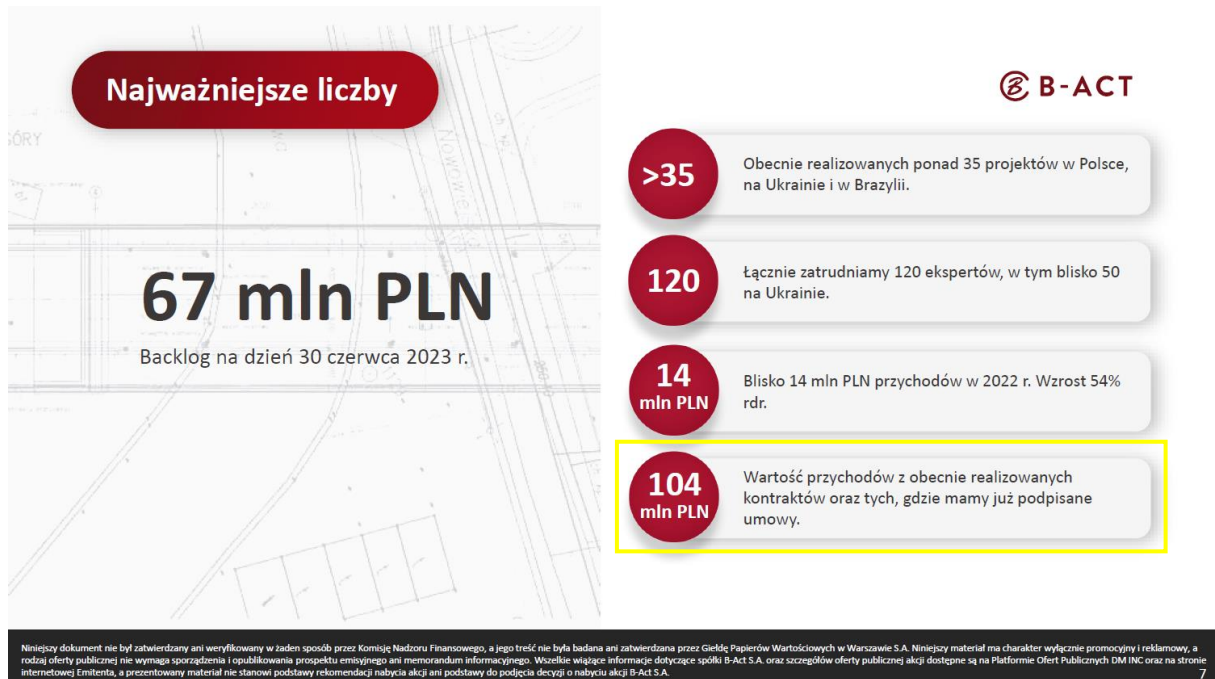 Najważniejsze liczby
B-ACT
67 mln PLN
Backlog na dzień 30 czerwca 2023 r.
>35
Obecnie realizowanych ponad 35 projektów w Polsce,
na Ukrainie i w Brazylii.
120
Łącznie zatrudniamy 120 ekspertów, w tym blisko 50
na Ukrainie.
14
mln PLN
Blisko 14 mln PLN przychodów w 2022 r. Wzrost 54%
rdr.
104
mln PLN
Wartość przychodów z obecnie realizowanych
kontraktów oraz tych, gdzie mamy już podpisane
umowy.
Niniejszy dokument nie był zatwierdzany ani weryfikowany w żaden sposób przez Komisję Nadzoru Finansowego, a jego treść nie była badana ani zatwierdzana przez Giełdę Papierów Wartościowych w Warszawie S.A. Niniejszy materiał ma charakter wyłącznie promocyjny i reklamowy, a
rodzaj oferty publicznej nie wymaga sporządzenia i opublikowania prospektu emisyjnego ani memorandum informacyjnego. Wszelkie wiążące informacje dotyczące spółki B-Act S.A. oraz szczegółów oferty publicznej akcji dostępne są na Platformie Ofert Publicznych DM INC oraz na stronie
internetowej Emitenta, a prezentowany materiał nie stanowi podstawy rekomendacji nabycia akcji ani podstawy do podjęcia decyzji o nabyciu akcji B-Act S.A.
7